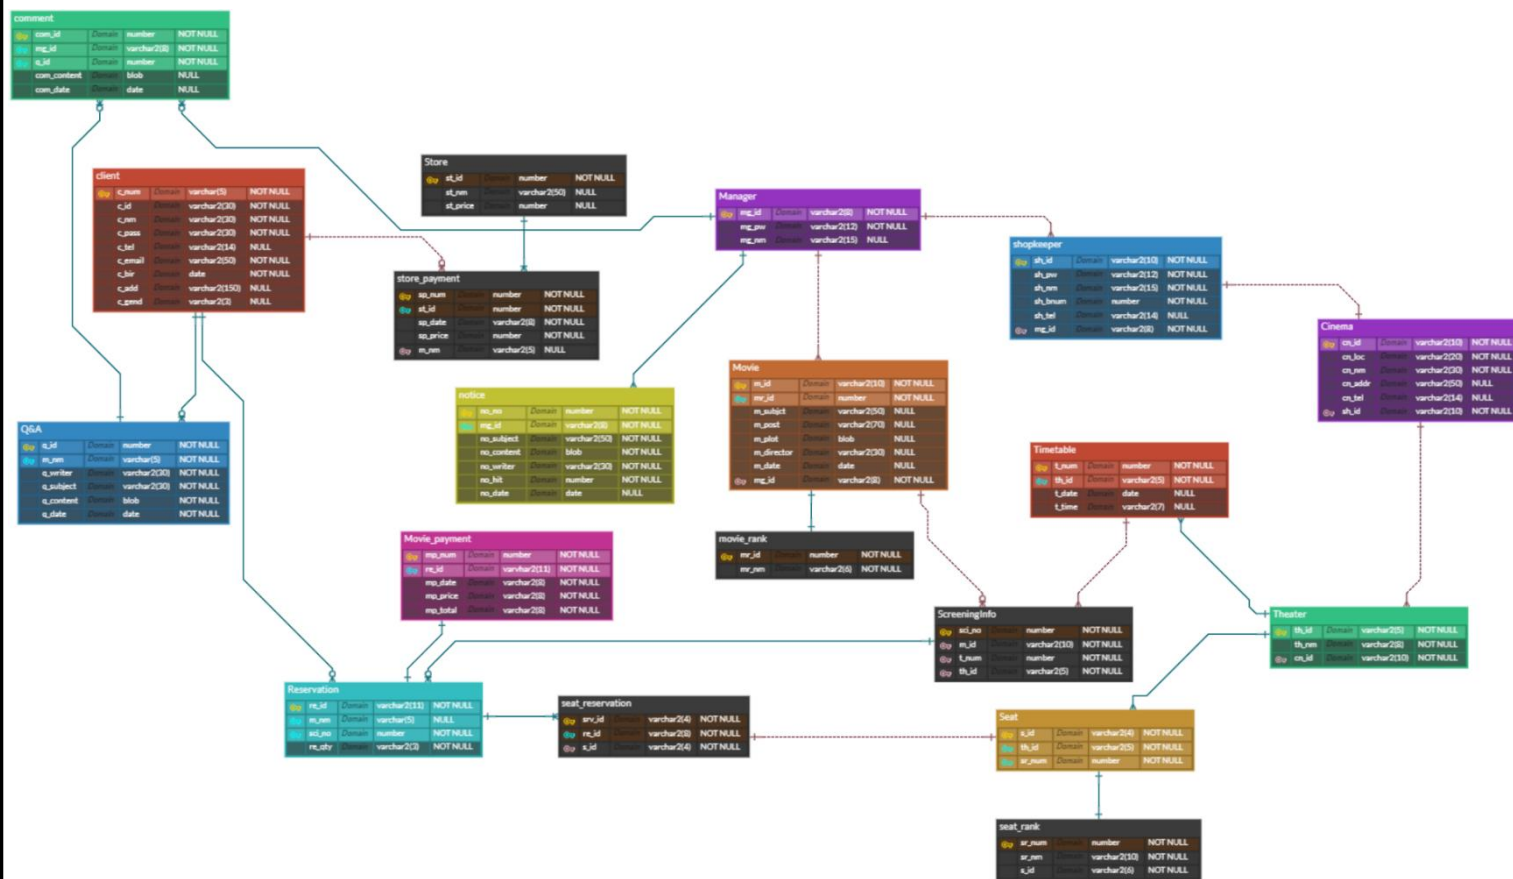 comment
com_id Domain number NOT NULL
mg_id Domain varchar2(8) NOT NULL
q_id Domain number NOT NULL
com_content Domain blob NULL
com_date Domain date NULL
client
c_num Domain varchar(5) NOT NULL
c_id Domain varchar2(30) NOT NULL
c_nm Domain varchar2(30) NOT NULL
c_pass Domain varchar2(30) NOT NULL
c_tel Domain varchar2(14) NULL
c_email Domain varchar2(50) NOT NULL
c_bir Domain date NOT NULL
c_add Domain varchar2(150) NULL
c_gend Domain varchar2(3) NULL
Store
st_id Domain number NOT NULL
st_nm Domain varchar2(50) NULL
st_price Domain number NULL
store_payment
sp_num Domain number NOT NULL
st_id Domain number NOT NULL
sp_date Domain varchar2(8) NOT NULL
sp_price Domain number NOT NULL
m_nm Domain varchar2(5) NULL
Manager
mg_id Domain varchar2(8) NOT NULL
mg_pw Domain varchar2(12) NOT NULL
mg_nm Domain varchar2(15) NULL
shopkeeper
sh_id Domain varchar2(10) NOT NULL
sh_pw Domain varchar2(12) NOT NULL
sh_nm Domain varchar2(15) NOT NULL
sh_bnum Domain number NOT NULL
sh_tel Domain varchar2(14) NULL
mg_id Domain varchar2(8) NOT NULL
Cinema
cn_id Domain varchar2(10) NOT NULL
cn_loc Domain varchar2(20) NOT NULL
cn_nm Domain varchar2(30) NOT NULL
cn_addr Domain varchar2(50) NULL
cn_tel Domain varchar2(14) NULL
sh_id Domain varchar2(10) NOT NULL
notice
no_no Domain number NOT NULL
mg_id Domain varchar2(8) NOT NULL
no_subject Domain varchar2(50) NOT NULL
no_content Domain blob NOT NULL
no_writer Domain varchar2(30) NOT NULL
no_hit Domain number NOT NULL
no_date Domain date NULL
Movie
m_id Domain varchar2(10) NOT NULL
mr_id Domain number NOT NULL
m_subjct Domain varchar2(50) NULL
m_post Domain varchar2(70) NULL
m_plot Domain blob NULL
m_director Domain varchar2(30) NULL
m_date Domain date NULL
mg_id Domain varchar2(8) NOT NULL
Q&A
q_id Domain number NOT NULL
m_nm Domain varchar(5) NOT NULL
q_writer Domain varchar2(30) NOT NULL
q_subject Domain varchar2(30) NOT NULL
q_content Domain blob NOT NULL
q_date Domain date NOT NULL
Timetable
t_num Domain number NOT NULL
th_id Domain varchar2(5) NOT NULL
t_date Domain date NULL
t_time Domain varchar2(7) NULL
Movie_payment
mp_num Domain number NOT NULL
re_id Domain varvhar2(11) NOT NULL
mp_date Domain varchar2(8) NOT NULL
mp_price Domain varchar2(8) NOT NULL
mp_total Domain varchar2(8) NOT NULL
movie_rank
mr_id Domain number NOT NULL
mr_nm Domain varchar2(6) NOT NULL
ScreeningInfo
sci_no Domain number NOT NULL
m_id Domain varchar2(10) NOT NULL
t_num Domain number NOT NULL
th_id Domain varchar2(5) NOT NULL
Theater
th_id Domain varchar2(5) NOT NULL
th_nm Domain varchar2(8) NOT NULL
cn_id Domain varchar2(10) NOT NULL
Reservation
re_id Domain varchar2(11) NOT NULL
m_nm Domain varchar(5) NULL
sci_no Domain number NOT NULL
re_qty Domain varchar2(3) NOT NULL
seat_reservation
srv_id Domain varchar2(4) NOT NULL
re_id Domain varchar2(8) NOT NULL
s_id Domain varchar2(4) NOT NULL
Seat
s_id Domain varchar2(4) NOT NULL
th_id Domain varchar2(5) NOT NULL
sr_num Domain number NOT NULL
seat_rank
sr_num Domain number NOT NULL
sr_nm Domain varchar2(10) NOT NULL
s_id Domain varchar2(6) NOT NULL